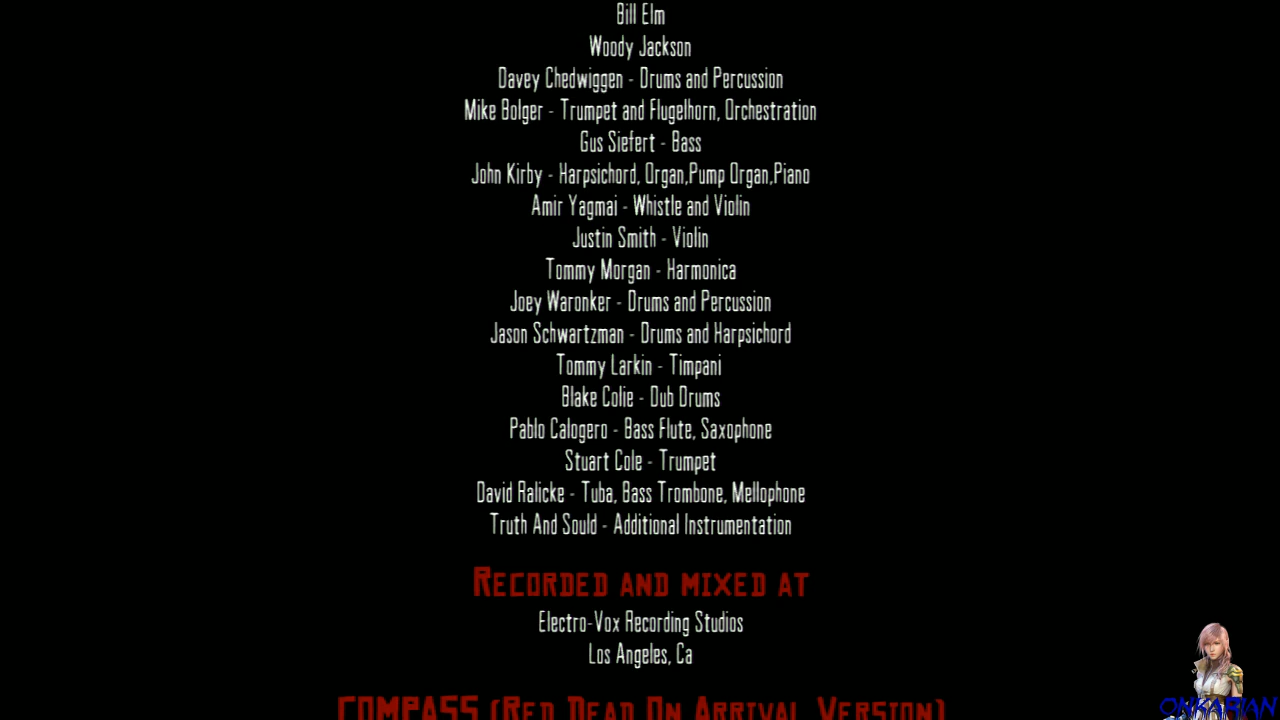 Bill Elm
Woody Jackson
Davey Chedwiggen - Drums and Percussion
Mike Bolger - Trumpet and Flugelhorn, Orchestration
Gus Siefert - Bass
John Kirby - Harpsichord, Organ,Pump Organ,Piano
Amir Yagmai - Whistle and Violin
Justin Smith - Violin
Tommy Morgan - Harmonica
Joey Waronker - Drums and Percussion
Jason Schwartzman - Drums and Harpsichord
Tommy Larkin - Timpani
Blake Colie - Dub Drums
Pablo Calogero - Bass Flute, Saxophone
Stuart Cole - Trumpet
David Ralicke - Tuba, Bass Trombone, Mellophone
Truth And Sould - Additional Instrumentation
Recorded and mixed at
Electro-Vox Recording Studios
Los Angeles, Ca
COMPASS (Red Dead On Arrival Version)
ONKARIAN